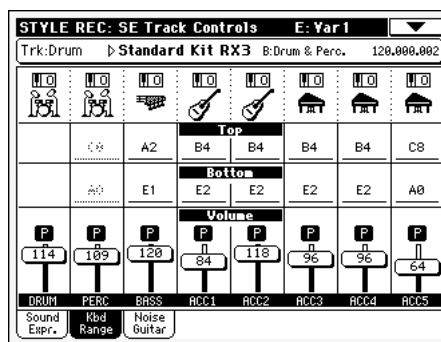 STYLE REC: SE Track Controls E: Var1
Trk:Drum Standard Kit RX3 B:Drum & Perc. 120.000.002
Top
C8 A2 B4 B4 B4 B4 C8
Bottom
A0 E1 E2 E2 E2 E2 A0
Volume
P P P P P P P P
114 109 120 84 118 96 96 64
DRUM PERC BASS ACC1 ACC2 ACC3 ACC4 ACC5
Sound Expr. Kbd Range Noise Guitar